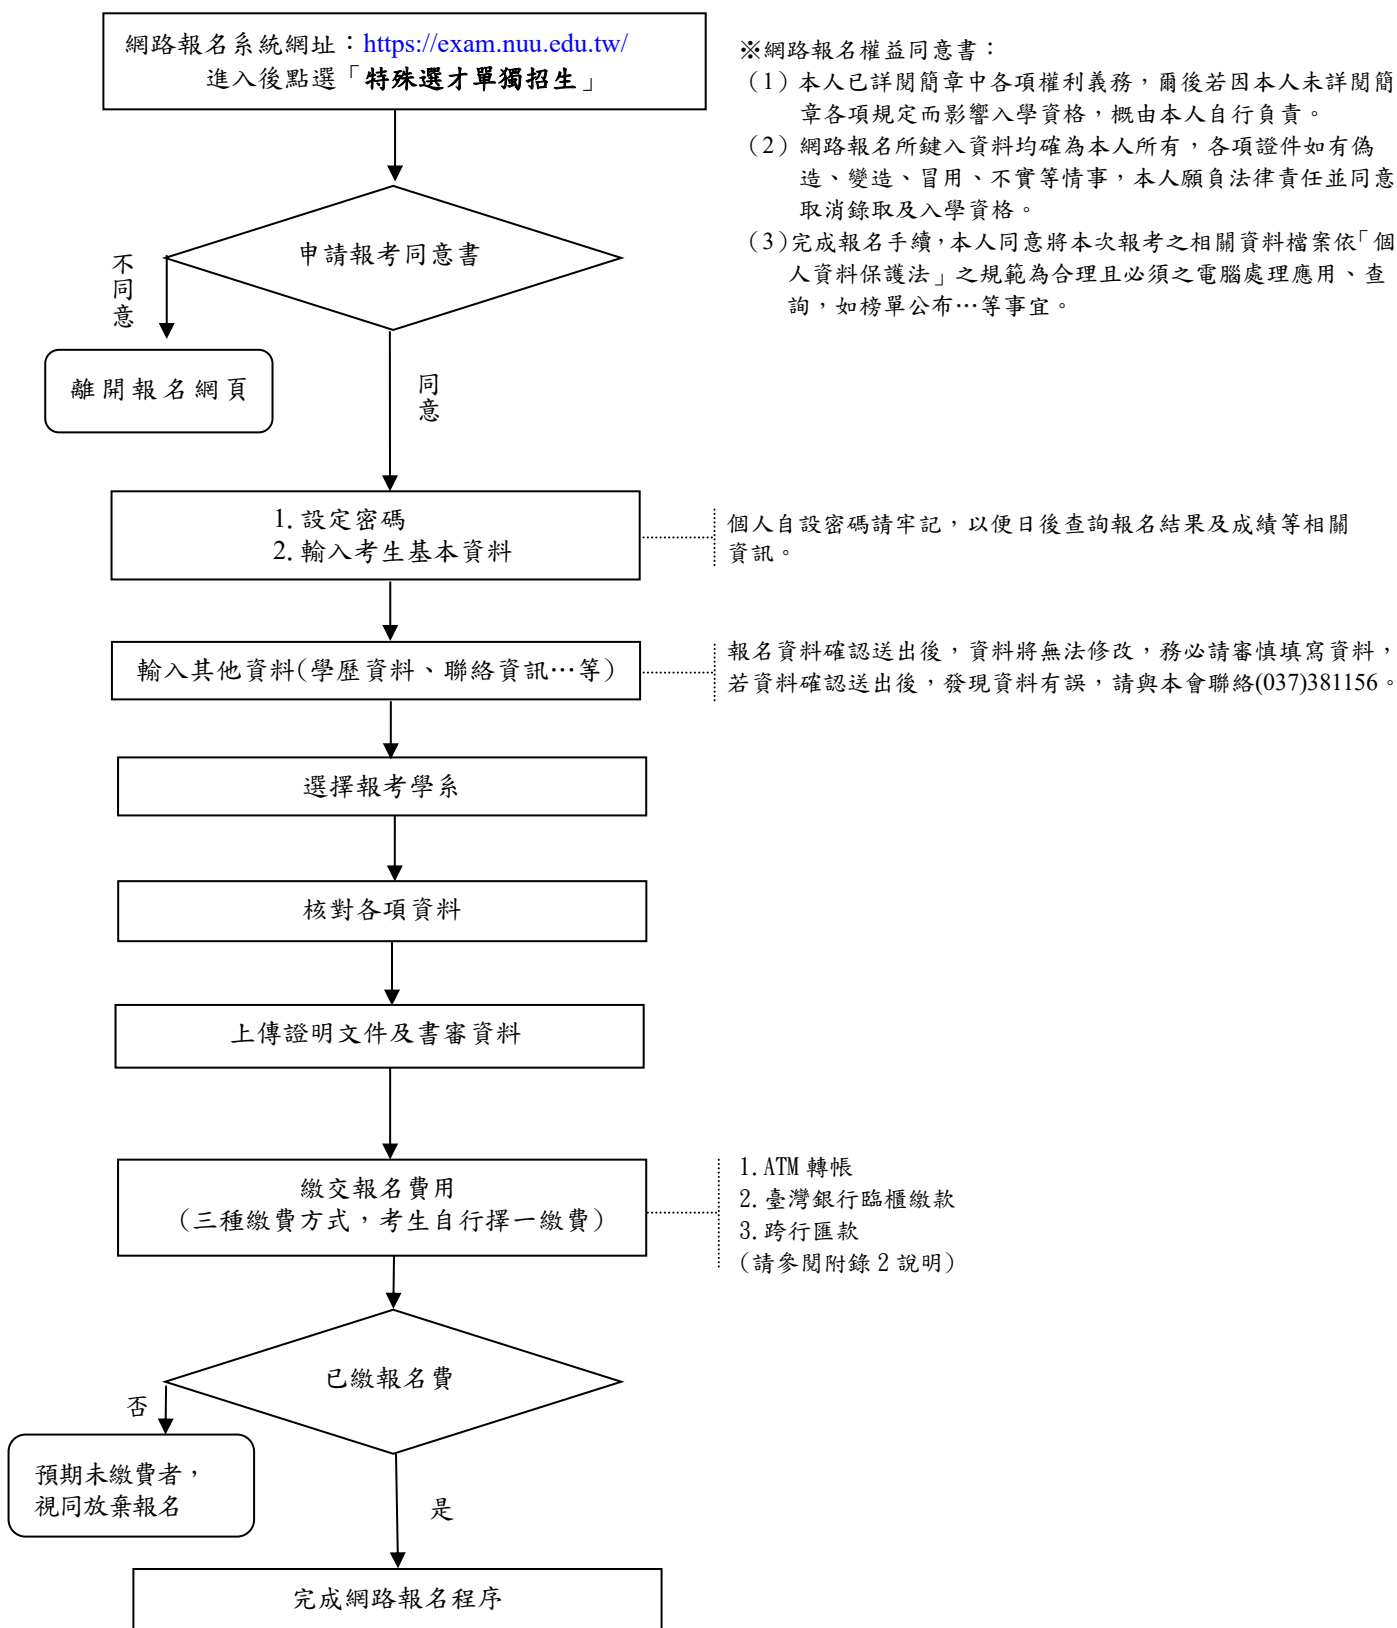 網路報名系統網址：https://exam.nuu.edu.tw/
進入後點選「特殊選才單獨招生」
※網路報名權益同意書：
（1）本人已詳閱簡章中各項權利義務，爾後若因本人未詳閱簡
章各項規定而影響入學資格，概由本人自行負責。
（2）網路報名所鍵入資料均確為本人所有，各項證件如有偽
造、變造、冒用、不實等情事，本人願負法律責任並同意
取消錄取及入學資格。
（3）完成報名手續，本人同意將本次報考之相關資料檔案依「個
人資料保護法」之規範為合理且必須之電腦處理應用、查
詢，如榜單公布…等事宜。
申請報考同意書
不同意
離開報名網頁
同意
1.設定密碼
2.輸入考生基本資料
個人自設密碼請牢記，以便日後查詢報名結果及成績等相關
資訊。
輸入其他資料(學歷資料、聯絡資訊…等)
報名資料確認送出後，資料將無法修改，務必請審慎填寫資料，
若資料確認送出後，發現資料有誤，請與本會聯絡(037)381156。
選擇報考學系
核對各項資料
上傳證明文件及書審資料
繳交報名費用
（三種繳費方式，考生自行擇一繳費）
1.ATM 轉帳
2.臺灣銀行臨櫃繳款
3.跨行匯款
(請參閱附錄 2 說明)
已繳報名費
否
預期未繳費者，
視同放棄報名
是
完成網路報名程序